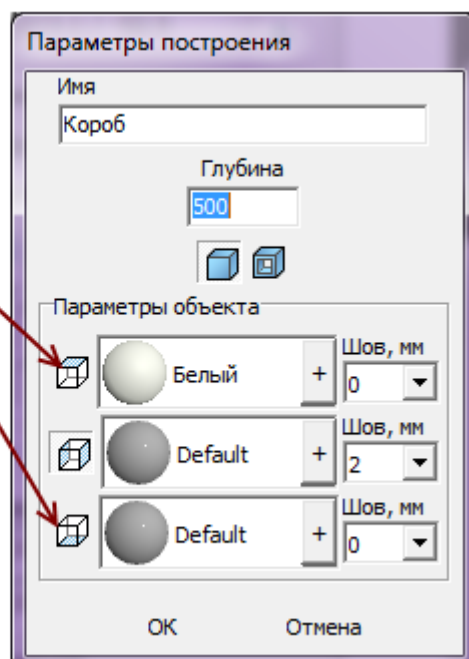 Параметры построения
Имя
Короб
Глубина
500
Параметры объекта
Шов, мм
Белый + 0
Шов, мм
Default + 2
Шов, мм
Default + 0
ОК Отмена